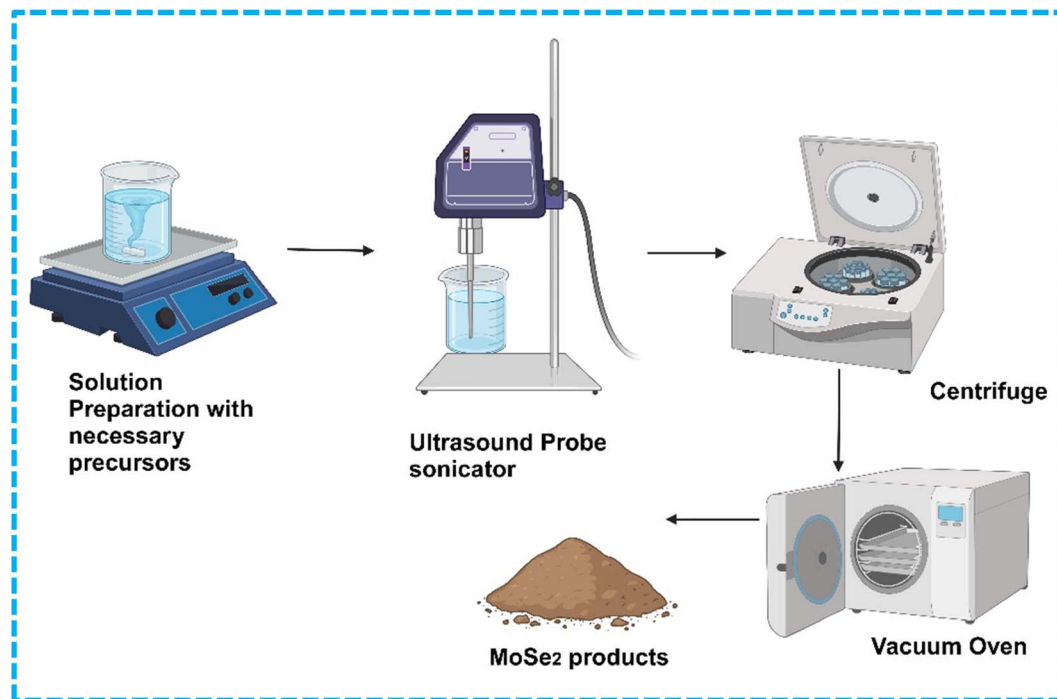 Solution
Preparation with
necessary
precursors
Ultrasound Probe
sonicator
Centrifuge
Vacuum Oven
MoSe2 products